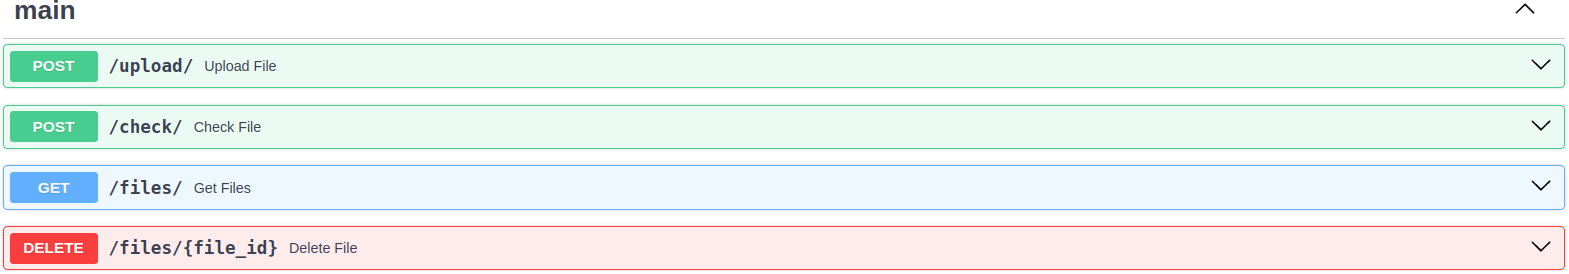 main
POST /upload/ Upload File
POST /check/ Check File
GET /files/ Get Files
DELETE /files/{file_id} Delete File